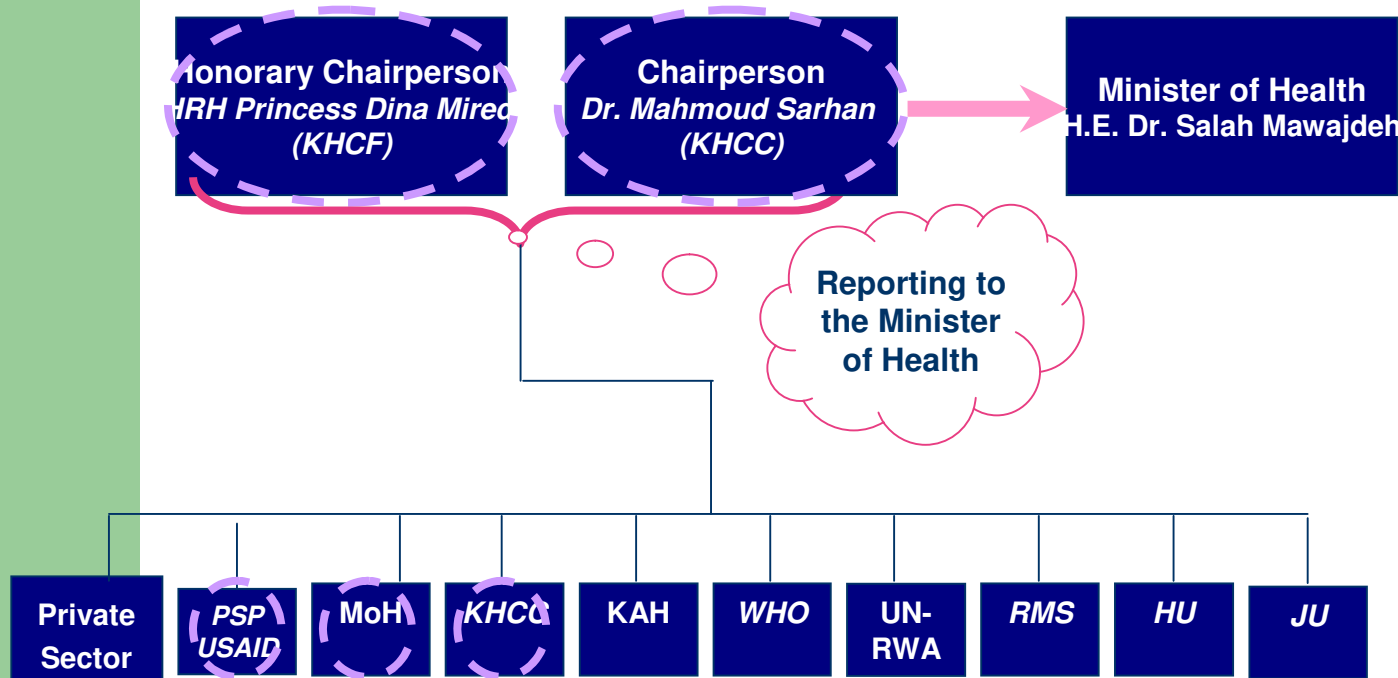 Honorary Chairperson
HRH Princess Dina Mired
(KHCF)
Chairperson
Dr. Mahmoud Sarhan
(KHCC)
Minister of Health
H.E. Dr. Salah Mawajdeh
Reporting to
the Minister
of Health
Private
Sector
PSP
USAID
MoH
KHCC
KAH
WHO
UN-
RWA
RMS
HU
JU